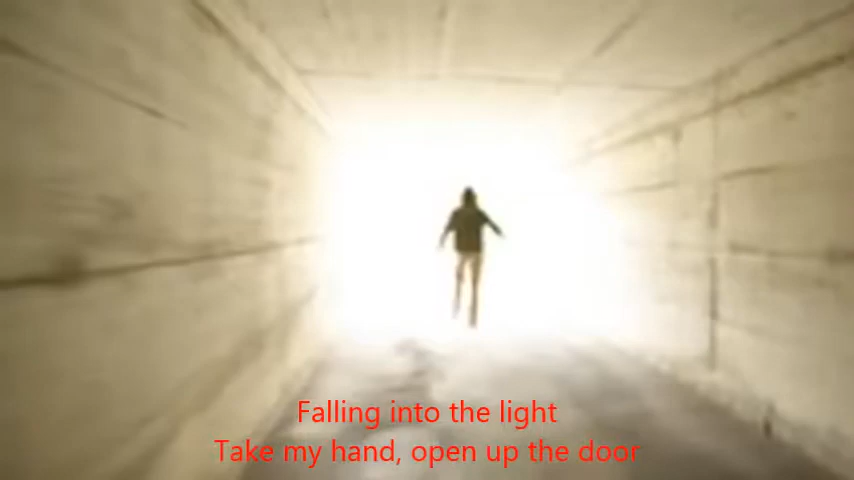 Falling into the light
Take my hand, open up the door